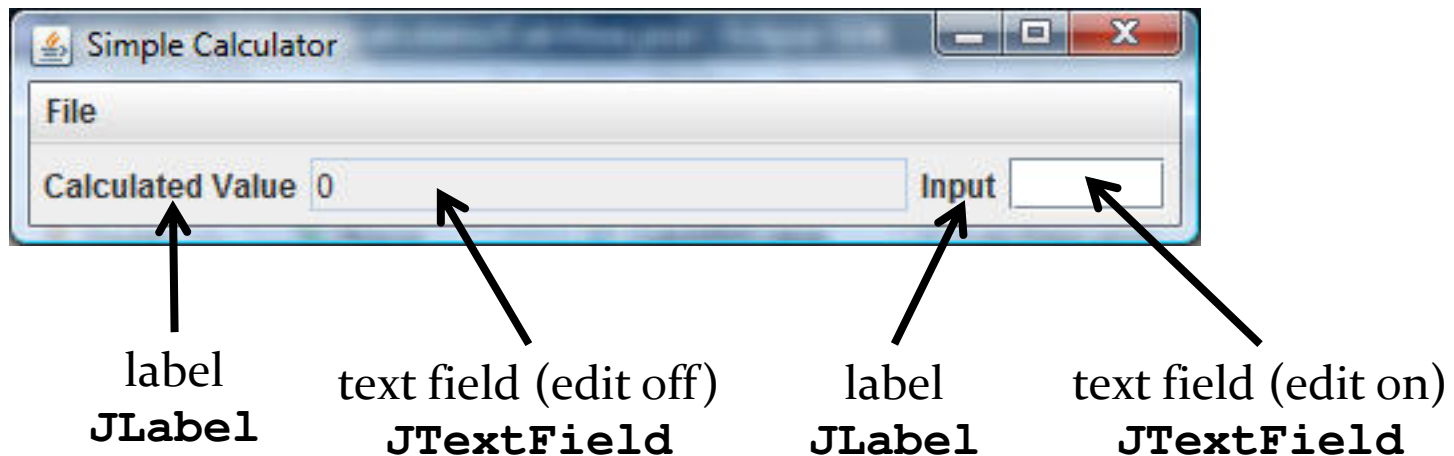 Simple Calculator
File
Calculated Value 0 Input
label text field (edit off) label text field (edit on)
JLabel JTextField JLabel JTextField